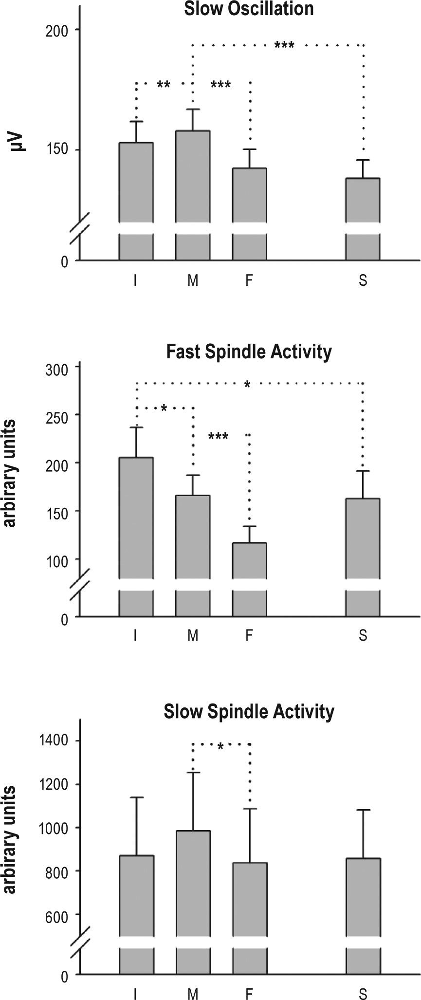 Slow Oscillation
200
***
** ***
µV
150
0
I M F S
Fast Spindle Activity
300
*
*
250
***
arbirary units
200
150
100
0
I M F S
Slow Spindle Activity
1400
*
1200
arbirary units
1000
800
600
0
I M F S